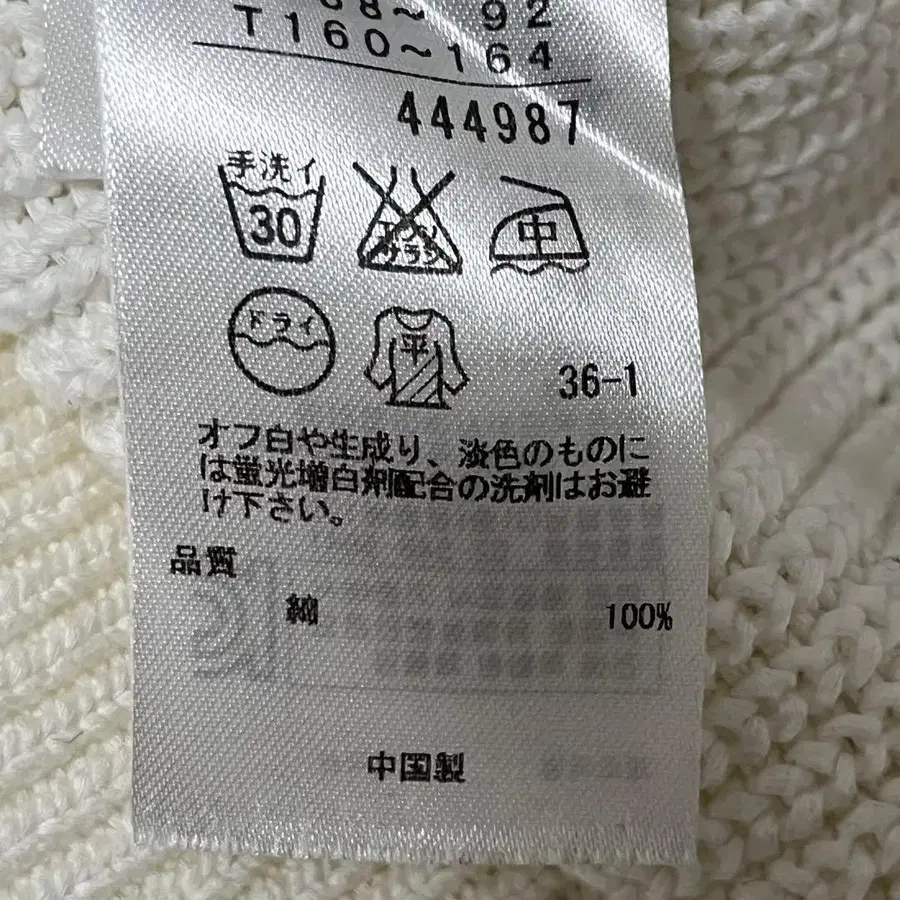 88～ 92
T160～164
444987
手洗イ
30
エンソ
サラシ
中
ドライ
平
36-1
オフ白や生成り、淡色のものに
は蛍光増白剤配合の洗剤はお避
け下さい。
品質
綿 100%
中国製